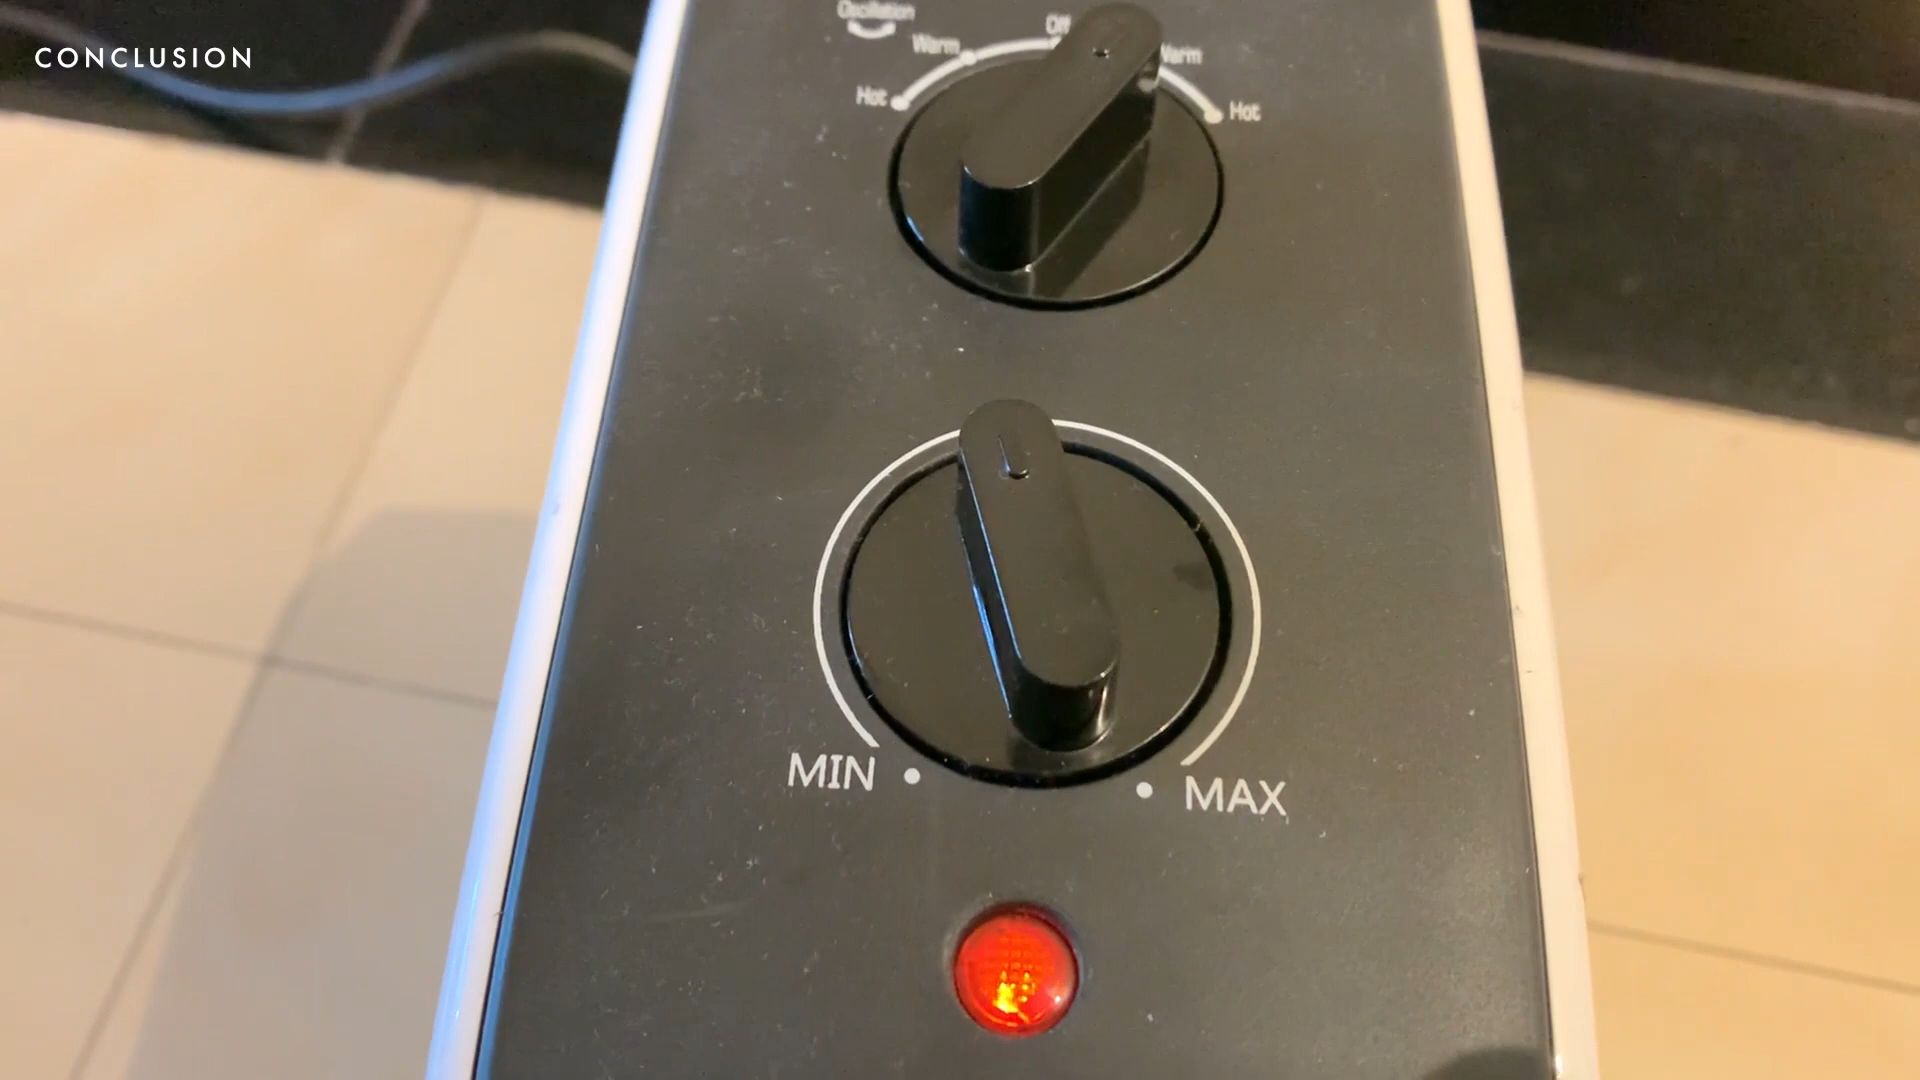 CONCLUSION
Oscillation
Off
Warm
Warm
Hot
Hot
MIN • • MAX